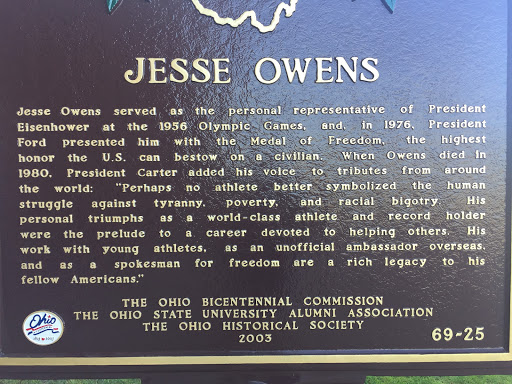 JESSE OWENS
Jesse Owens served as the personal representative of President
Eisenhower at the 1956 Olympic Games, and, in 1976, President
Ford presented him with the Medal of Freedom, the highest
honor the U.S. can bestow on a civilian. When Owens died in
1980, President Carter added his voice to tributes from around
the world: "Perhaps no athlete better symbolized the human
struggle against tyranny, poverty, and racial bigotry. His
personal triumphs as a world-class athlete and record holder
were the prelude to a career devoted to helping others. His
work with young athletes, as an unofficial ambassador overseas,
and as a spokesman for freedom are a rich legacy to his
fellow Americans."
THE OHIO BICENTENNIAL COMMISSION
THE OHIO STATE UNIVERSITY ALUMNI ASSOCIATION
THE OHIO HISTORICAL SOCIETY
2003
Ohio
69-25